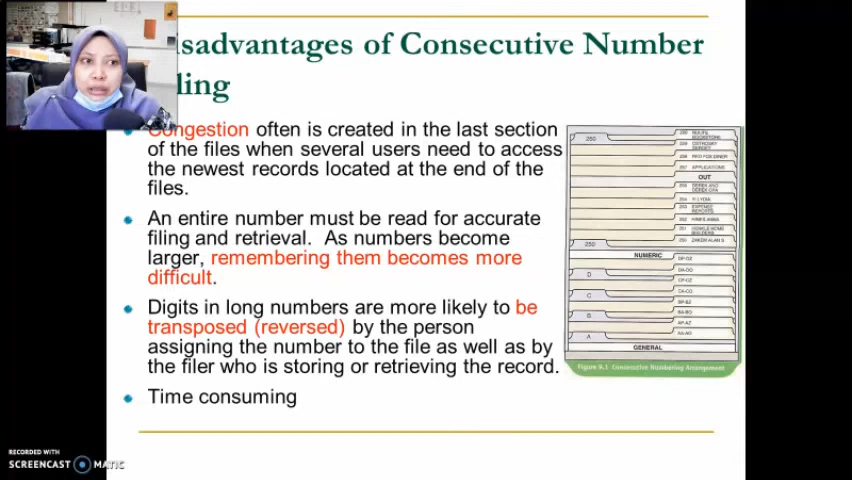 isadvantages of Consecutive Number
ling
Congestion often is created in the last section
of the files when several users need to access
the newest records located at the end of the
files.
An entire number must be read for accurate
filing and retrieval. As numbers become
larger, remembering them becomes more
difficult.
Digits in long numbers are more likely to be
transposed (reversed) by the person
assigning the number to the file as well as by
the filer who is storing or retrieving the record.
Time consuming
260
APPLICATIONS
OUT
250
NUMERIC
D
C
B
A
GENERAL
Figure 9.1 Consecutive Numbering Arrangement
RECORDED WITH
SCREENCAST MATIC